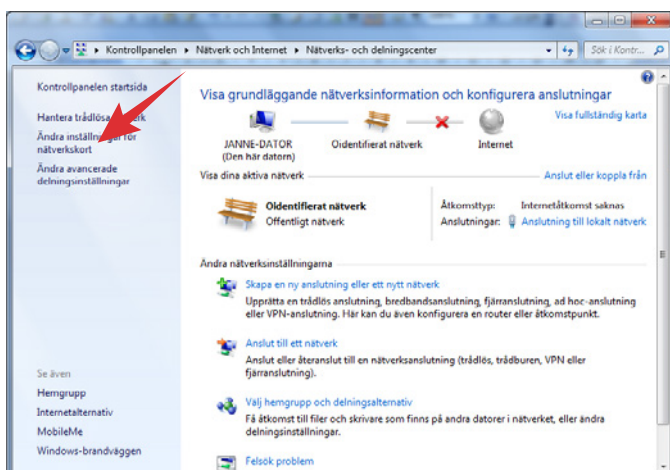 Kontrollpanelen ▸ Nätverk och Internet ▸ Nätverks- och delningscenter
Sök i Kontr...
Kontrollpanelen startsida
Hantera trådlösa
Ändra inställningar för
nätverkskort
Ändra avancerade
delningsinställningar
Se även
Hemgrupp
Internetalternativ
MobileMe
Windows-brandväggen
Visa grundläggande nätverksinformation och konfigurera anslutningar
Visa fullständig karta
JANNE-DATOR
(Den här datorn)
Oidentifierat nätverk
Internet
Visa dina aktiva nätverk
Anslut eller koppla från
Oidentifierat nätverk
Offentligt nätverk
Åtkomsttyp: Internetåtkomst saknas
Anslutningar: Anslutning till lokalt nätverk
Ändra nätverksinställningarna
Skapa en ny anslutning eller ett nytt nätverk
Upprätta en trådlös anslutning, bredbandsanslutning, fjärranslutning, ad hoc-anslutning
eller VPN-anslutning. Här kan du även konfigurera en router eller åtkomstpunkt.
Anslut till ett nätverk
Anslut eller återanslut till en nätverksanslutning (trådlös, trådburen, VPN eller
fjärranslutning).
Välj hemgrupp och delningsalternativ
Få åtkomst till filer och skrivare som finns på andra datorer i nätverket, eller ändra
delningsinställningar.
Felsök problem